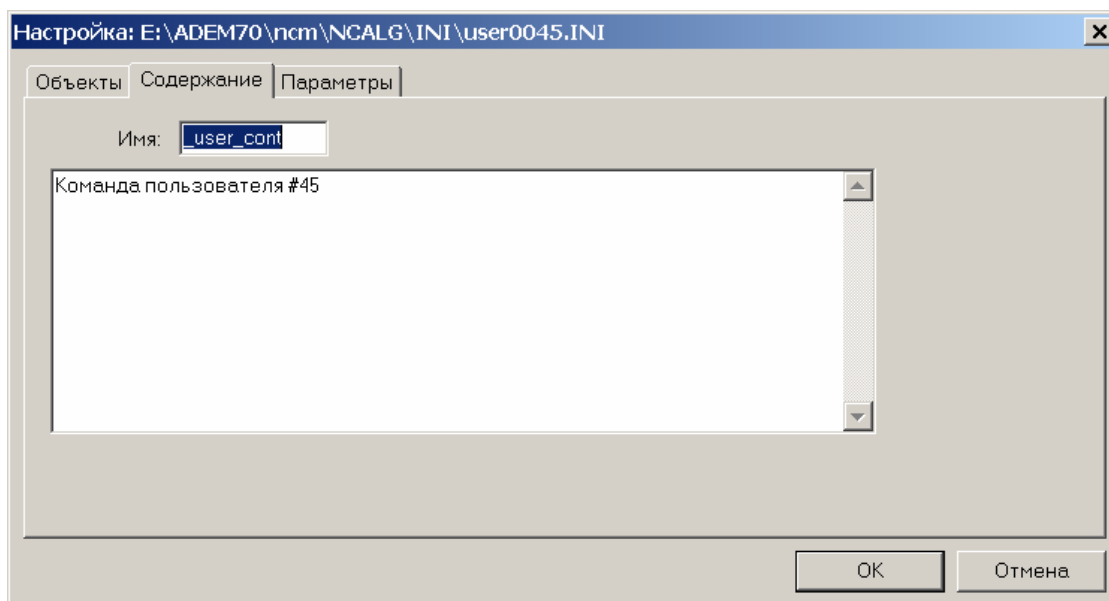 Настройка: E:\ADEM70\ncm\NCALG\INI\user0045.INI
Объекты Содержание Параметры
Имя: _user_cont
Команда пользователя #45
OK Отмена